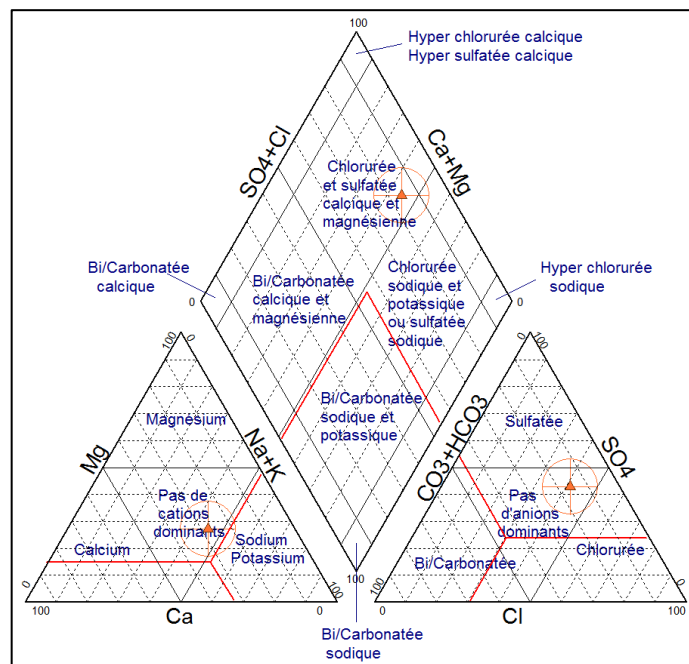 100
Hyper chlorurée calcique
Hyper sulfatée calcique
SO4+Cl
Ca+Mg
Chlorurée
et sulfatée
calcique et
magnésienne
Bi/Carbonatée
calcique
0
Bi/Carbonatée
calcique et
magnésienne
Chlorurée
sodique et
potassique
ou sulfatée
sodique
0
Hyper chlorurée
sodique
Bi/Carbonatée
sodique et
potassique
100
Bi/Carbonatée
sodique
0
100
Mg
Na+K
Magnésium
Pas de
cations
dominants
Calcium
Sodium
Potassium
0
100
100
0
Ca
100
0
CO3+HCO3
SO4
Sulfatée
Pas
d'anions
dominants
Bi/Carbonatée
Chlorurée
100
0
0
100
Cl